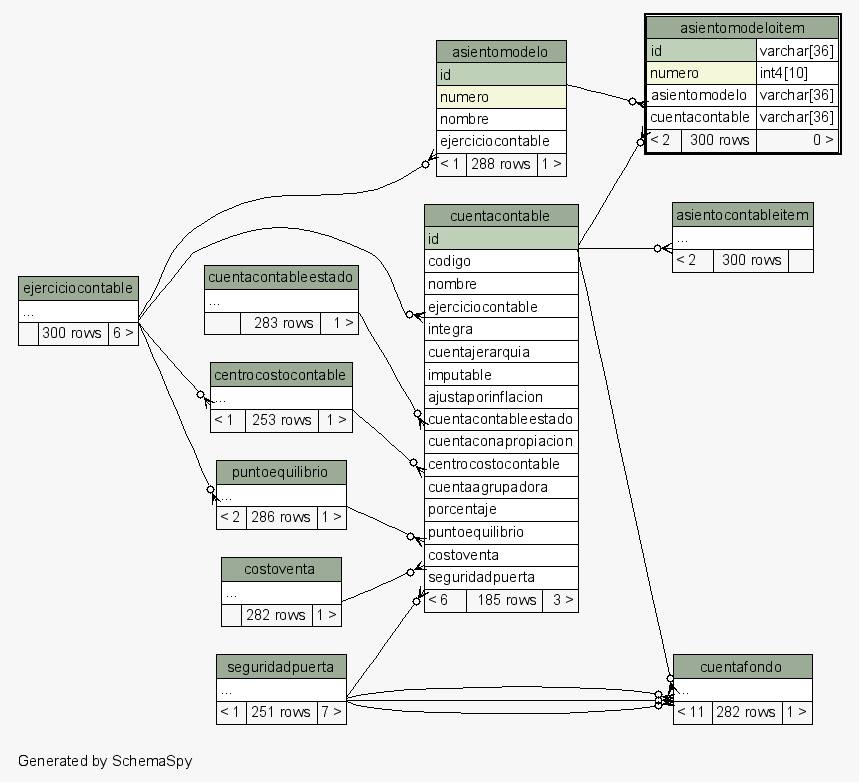 asientomodelo
id
numero
nombre
ejerciciocontable
< 1 288 rows 1 >
asientomodeloitem
id varchar[36]
numero int4[10]
asientomodelo varchar[36]
cuentacontable varchar[36]
< 2 300 rows 0 >
cuentacontable
id
codigo
nombre
ejerciciocontable
integra
cuentajerarquia
imputable
ajustaporinflacion
cuentacontableestado
cuentaconapropiacion
centrocostocontable
cuentaagrupadora
porcentaje
puntoequilibrio
costoventa
seguridadpuerta
< 6 185 rows 3 >
asientocontableitem
...
< 2 300 rows
ejerciciocontable
...
300 rows 6 >
cuentacontableestado
...
283 rows 1 >
centrocostocontable
...
< 1 253 rows 1 >
puntoequilibrio
...
< 2 286 rows 1 >
costoventa
...
282 rows 1 >
seguridadpuerta
...
< 1 251 rows 7 >
cuentafondo
...
< 11 282 rows 1 >
Generated by SchemaSpy